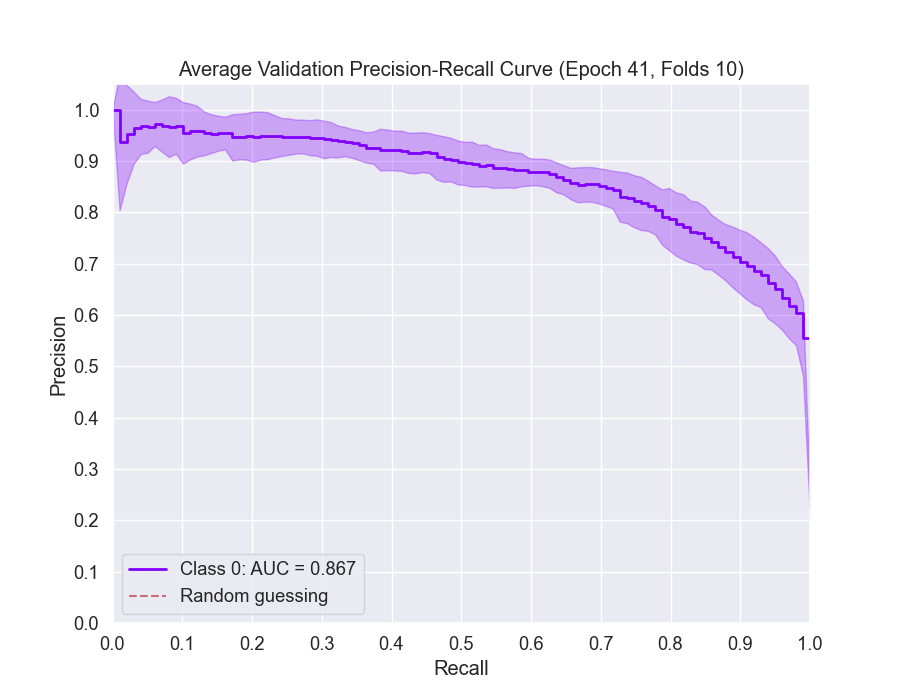 Average Validation Precision-Recall Curve (Epoch 41, Folds 10)
1.0
0.9
0.8
0.7
0.6
0.5
0.4
0.3
0.2
0.1
0.0
Precision
Class 0: AUC = 0.867
Random guessing
0.0 0.1 0.2 0.3 0.4 0.5 0.6 0.7 0.8 0.9 1.0
Recall